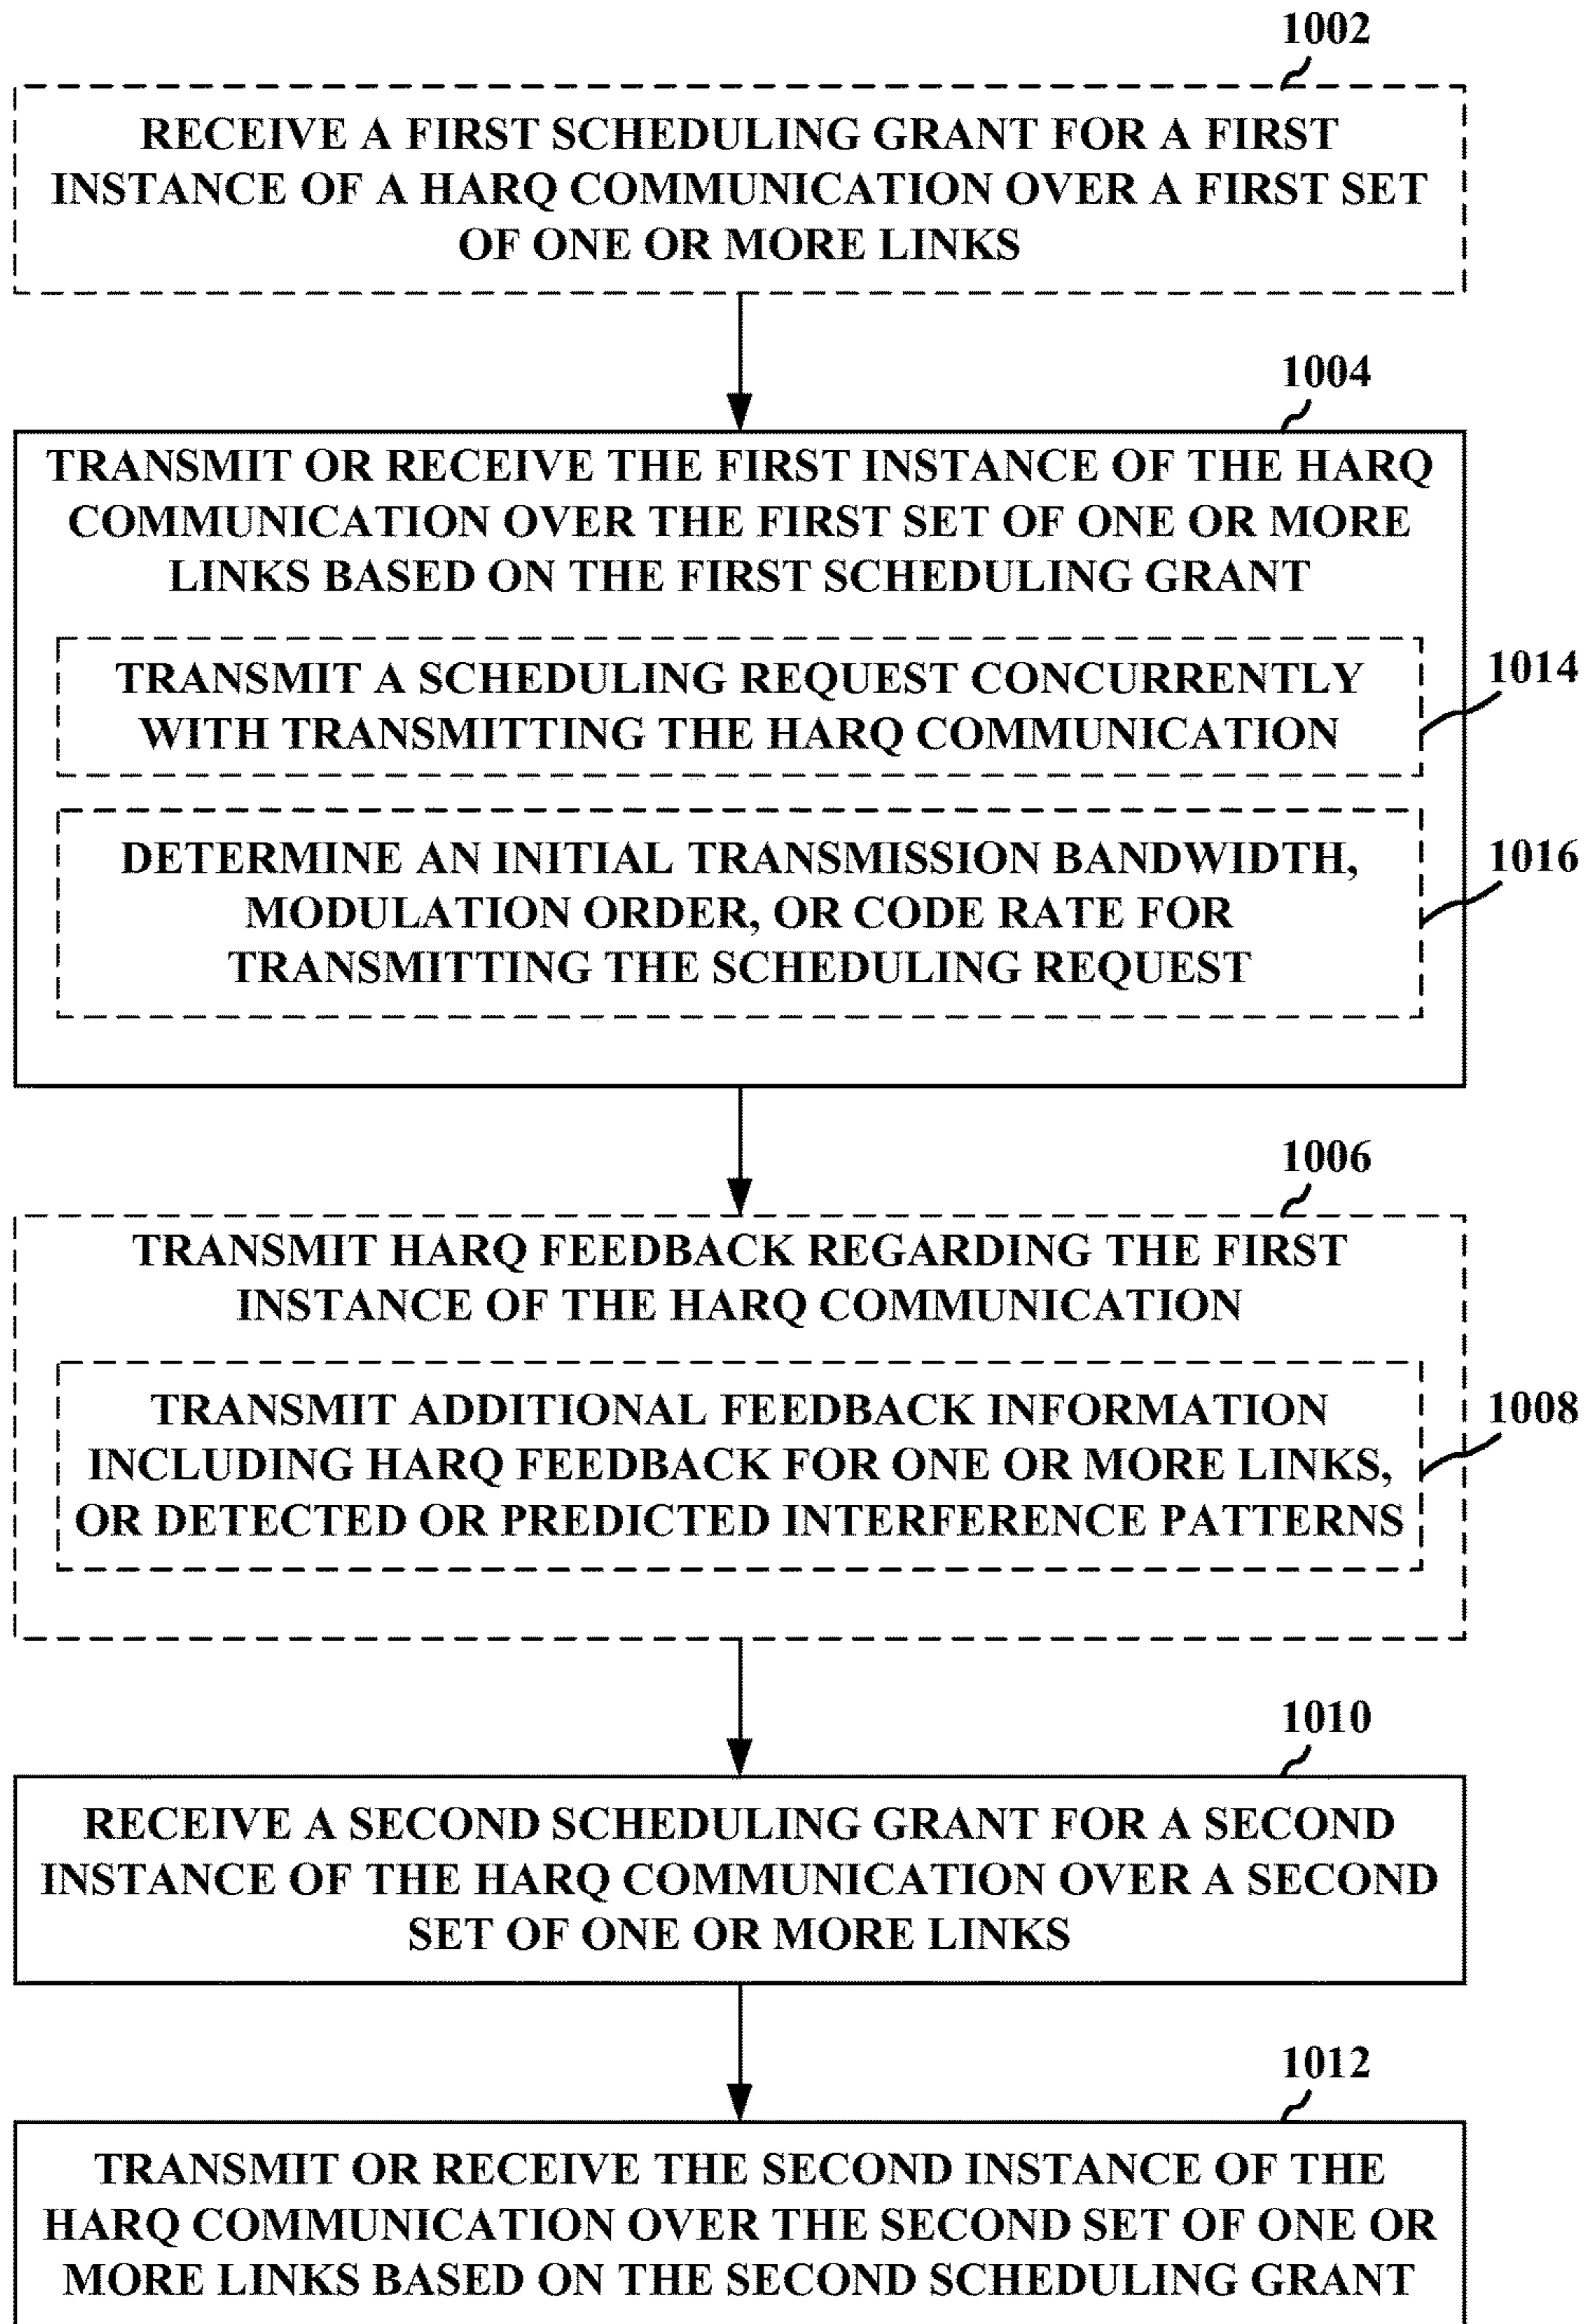 1002
RECEIVE A FIRST SCHEDULING GRANT FOR A FIRST
INSTANCE OF A HARQ COMMUNICATION OVER A FIRST SET
OF ONE OR MORE LINKS
1004
TRANSMIT OR RECEIVE THE FIRST INSTANCE OF THE HARQ
COMMUNICATION OVER THE FIRST SET OF ONE OR MORE
LINKS BASED ON THE FIRST SCHEDULING GRANT
TRANSMIT A SCHEDULING REQUEST CONCURRENTLY
WITH TRANSMITTING THE HARQ COMMUNICATION
1014
DETERMINE AN INITIAL TRANSMISSION BANDWIDTH,
MODULATION ORDER, OR CODE RATE FOR
TRANSMITTING THE SCHEDULING REQUEST
1016
1006
TRANSMIT HARQ FEEDBACK REGARDING THE FIRST
INSTANCE OF THE HARQ COMMUNICATION
TRANSMIT ADDITIONAL FEEDBACK INFORMATION
INCLUDING HARQ FEEDBACK FOR ONE OR MORE LINKS,
OR DETECTED OR PREDICTED INTERFERENCE PATTERNS
1008
1010
RECEIVE A SECOND SCHEDULING GRANT FOR A SECOND
INSTANCE OF THE HARQ COMMUNICATION OVER A SECOND
SET OF ONE OR MORE LINKS
1012
TRANSMIT OR RECEIVE THE SECOND INSTANCE OF THE
HARQ COMMUNICATION OVER THE SECOND SET OF ONE OR
MORE LINKS BASED ON THE SECOND SCHEDULING GRANT